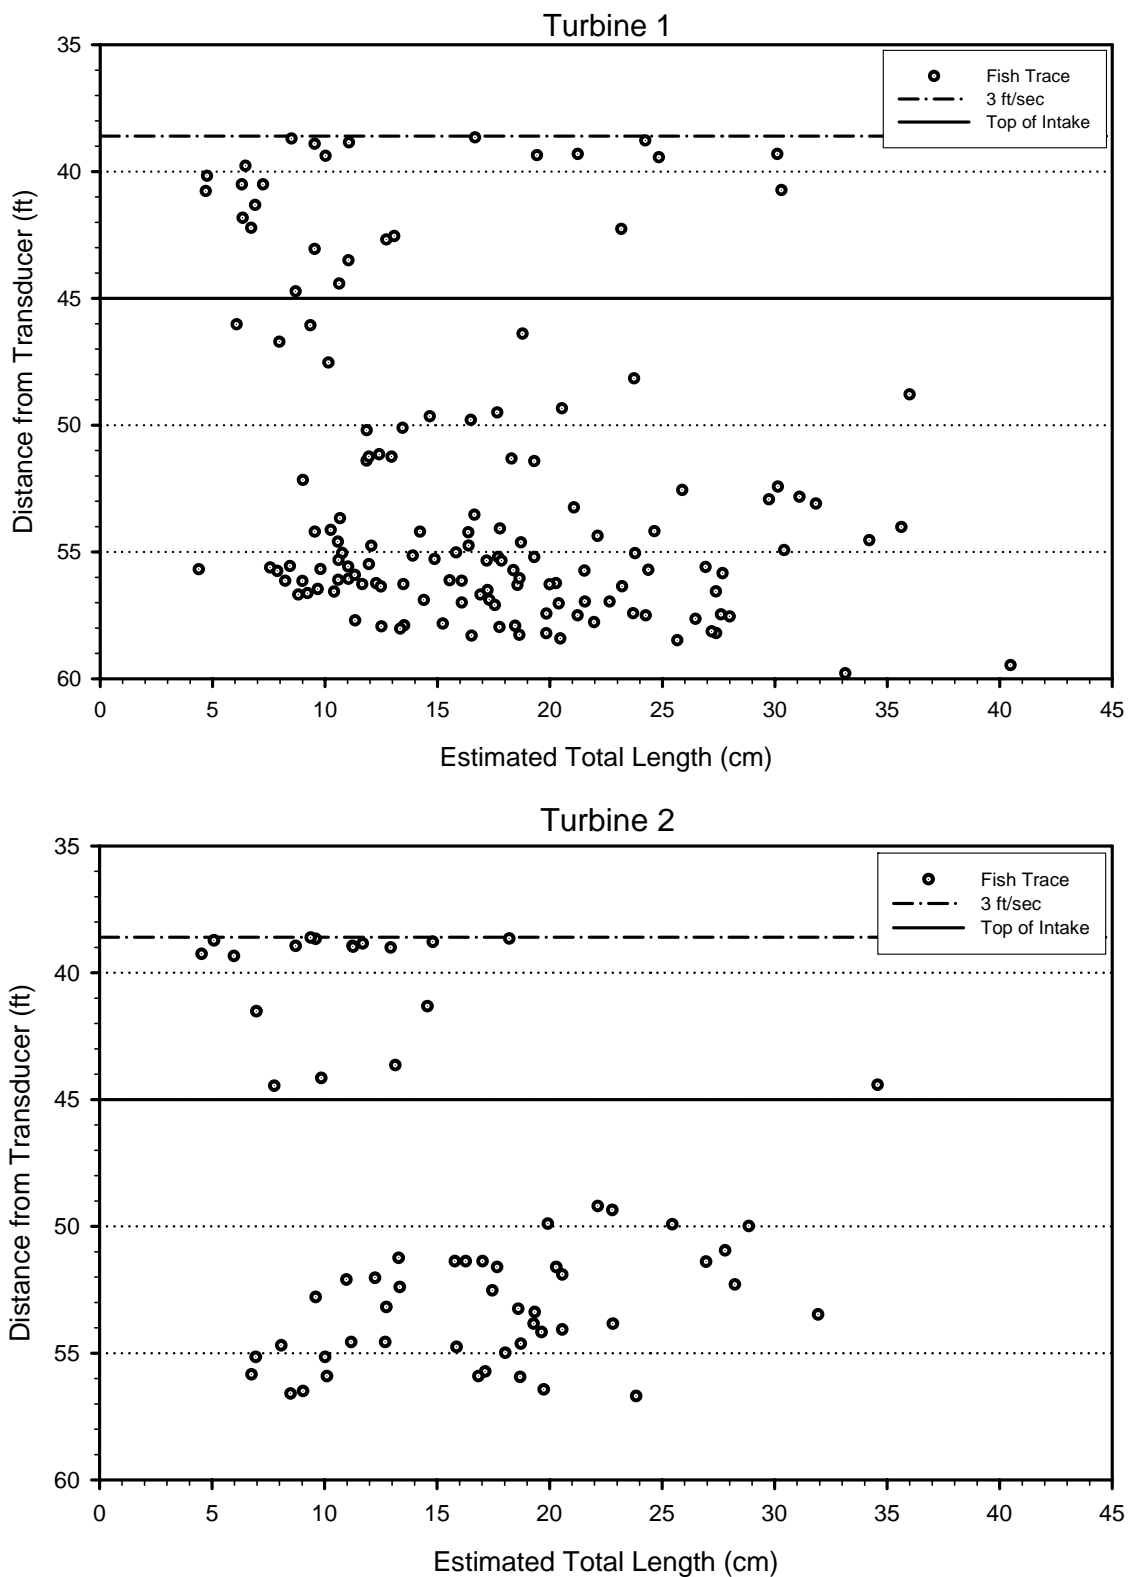 Turbine 1
35
Fish Trace
3 ft/sec
Top of Intake
40
45
50
55
60
Distance from Transducer (ft)
0 5 10 15 20 25 30 35 40 45
Estimated Total Length (cm)
Turbine 2
35
Fish Trace
3 ft/sec
Top of Intake
40
45
50
55
60
Distance from Transducer (ft)
0 5 10 15 20 25 30 35 40 45
Estimated Total Length (cm)